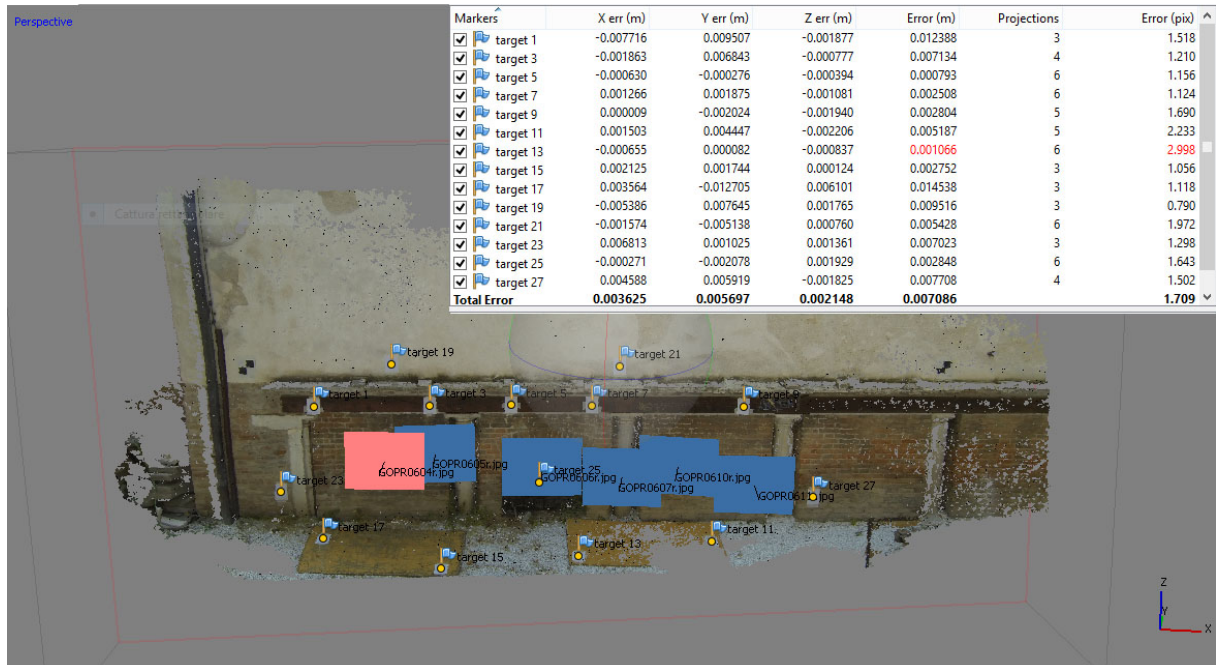 Perspective
Markers X err (m) Y err (m) Z err (m) Error (m) Projections Error (pix)
target 1 -0.007716 0.009507 -0.001877 0.012388 3 1.518
target 3 -0.001863 0.006843 -0.000777 0.007134 4 1.210
target 5 -0.000630 -0.000276 -0.000394 0.000793 6 1.156
target 7 0.001266 0.001875 -0.001081 0.002508 6 1.124
target 9 0.000009 -0.002024 -0.001940 0.002804 5 1.690
target 11 0.001503 0.004447 -0.002206 0.005187 5 2.233
target 13 -0.000655 0.000082 -0.000837 0.001066 6 2.998
target 15 0.002125 0.001744 0.000124 0.002752 3 1.056
target 17 0.003564 -0.012705 0.006101 0.014538 3 1.118
target 19 -0.005386 0.007645 0.001765 0.009516 3 0.790
target 21 -0.001574 -0.005138 0.000760 0.005428 6 1.972
target 23 0.006813 0.001025 0.001361 0.007023 3 1.298
target 25 -0.000271 -0.002078 0.001929 0.002848 6 1.643
target 27 0.004588 0.005919 -0.001825 0.007708 4 1.502
Total Error 0.003625 0.005697 0.002148 0.007086 1.709
Cattura rettangolare
target 19
target 21
target 1
target 3
target 5
target 7
target 9
GOPR0604r.jpg
GOPR0605r.jpg
target 25
GOPR0606r.jpg
GOPR0607r.jpg
GOPR0610r.jpg
GOPR0611r.jpg
target 23
target 27
target 17
target 15
target 13
target 11
Z
Y
X